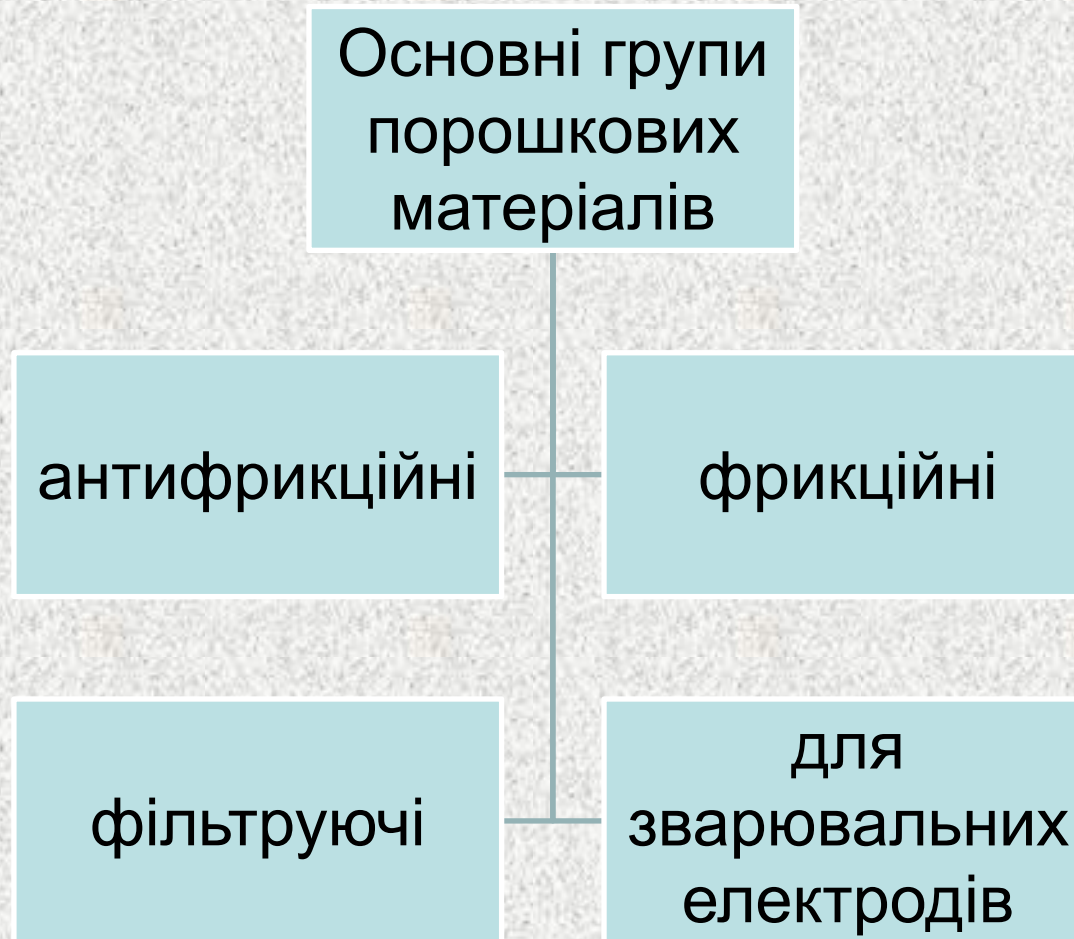 Основні групи
порошкових
матеріалів
антифрикційні
фрикційні
фільтруючі
для
зварювальних
електродів